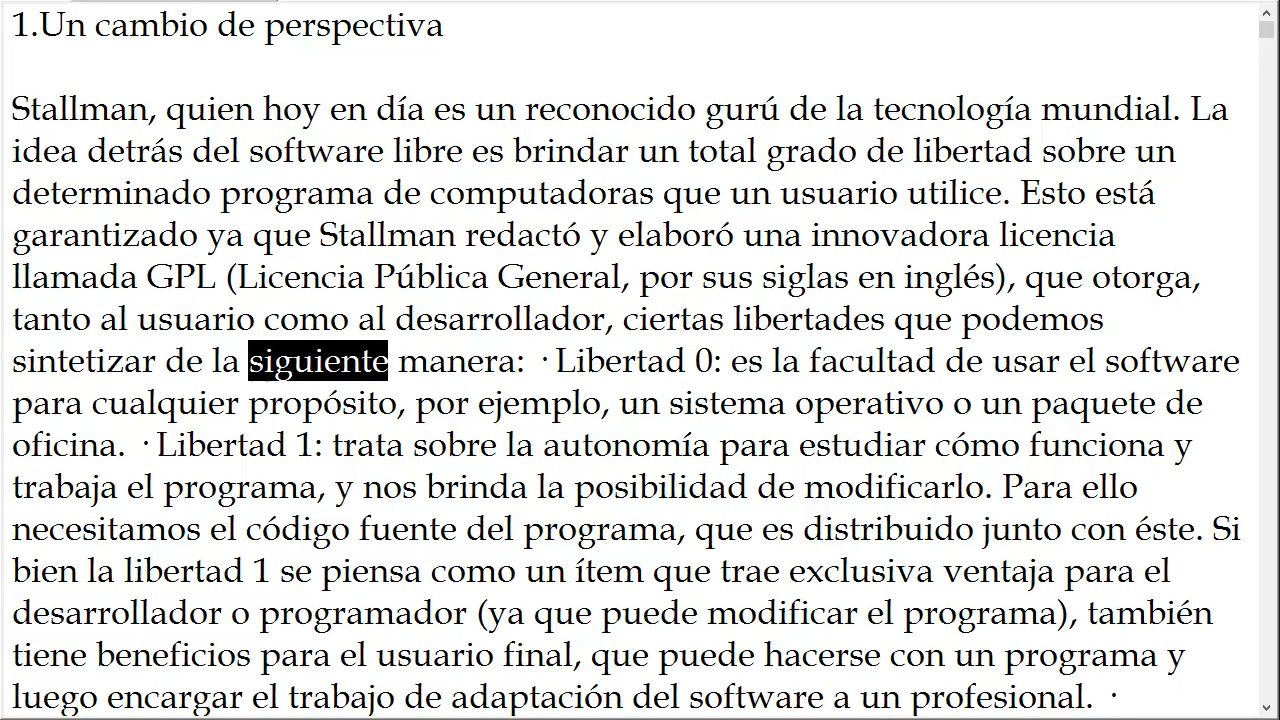 1.Un cambio de perspectiva
Stallman, quien hoy en día es un reconocido gurú de la tecnología mundial. La
idea detrás del software libre es brindar un total grado de libertad sobre un
determinado programa de computadoras que un usuario utilice. Esto está
garantizado ya que Stallman redactó y elaboró una innovadora licencia
llamada GPL (Licencia Pública General, por sus siglas en inglés), que otorga,
tanto al usuario como al desarrollador, ciertas libertades que podemos
sintetizar de la siguiente manera: · Libertad 0: es la facultad de usar el software
para cualquier propósito, por ejemplo, un sistema operativo o un paquete de
oficina. · Libertad 1: trata sobre la autonomía para estudiar cómo funciona y
trabaja el programa, y nos brinda la posibilidad de modificarlo. Para ello
necesitamos el código fuente del programa, que es distribuido junto con éste. Si
bien la libertad 1 se piensa como un ítem que trae exclusiva ventaja para el
desarrollador o programador (ya que puede modificar el programa), también
tiene beneficios para el usuario final, que puede hacerse con un programa y
luego encargar el trabajo de adaptación del software a un profesional. ·